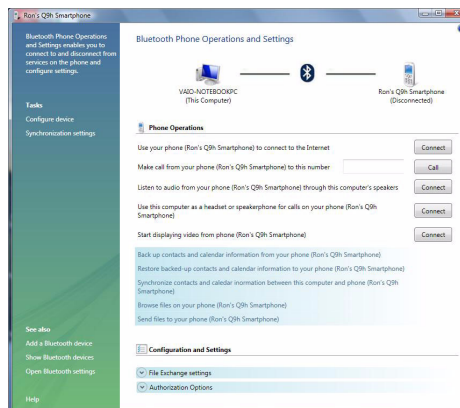 Ron's Q9h Smartphone
Bluetooth Phone Operations
and Settings enables you to
connect to and disconnect from
services on the phone and
configure settings.
Tasks
Configure device
Synchronization settings
See also
Add a Bluetooth device
Show Bluetooth devices
Open Bluetooth settings
Help
Bluetooth Phone Operations and Settings
VAIO-NOTEBOOKPC
(This Computer)
Ron's Q9h Smartphone
(Disconnected)
Phone Operations
Use your phone (Ron's Q9h Smartphone) to connect to the Internet
Connect
Make call from your phone (Ron's Q9h Smartphone) to this number
Call
Listen to audio from your phone (Ron's Q9h Smartphone) through this computer's speakers
Connect
Use this computer as a headset or speakerphone for calls on your phone (Ron's Q9h
Smartphone)
Connect
Start displaying video from phone (Ron's Q9h Smartphone)
Connect
Back up contacts and calendar information from your phone (Ron's Q9h Smartphone)
Restore backed-up contacts and calendar information to your phone (Ron's Q9h Smartphone)
Synchronize contacts and caledar inormation between this computer and phone (Ron's Q9h
Smartphone)
Browse files on your phone (Ron's Q9h Smartphone)
Send files to your phone (Ron's Q9h Smartphone)
Configuration and Settings
File Exchange settings
Authorization Options